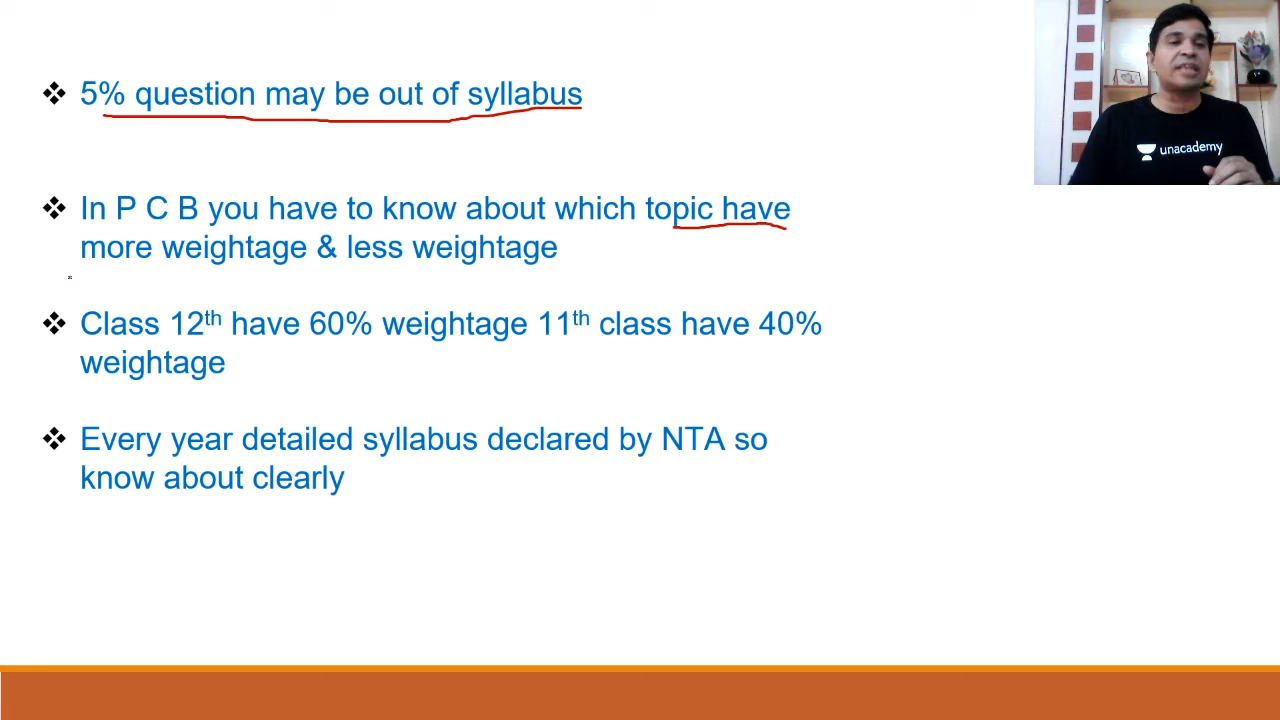 5% question may be out of syllabus
In P C B you have to know about which topic have
more weightage & less weightage
Class 12th have 60% weightage 11th class have 40%
weightage
Every year detailed syllabus declared by NTA so
know about clearly
unacademy